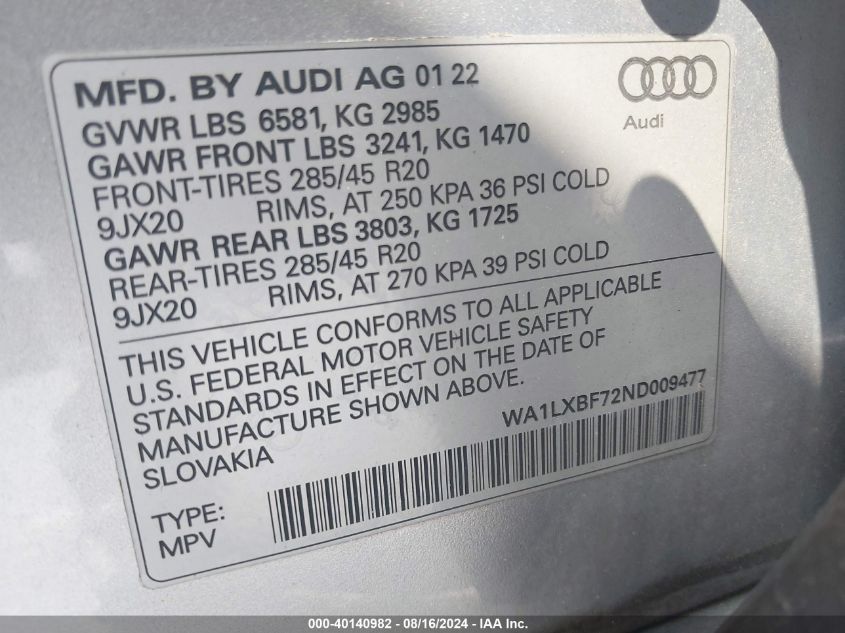 MFD. BY AUDI AG 01 22
Audi
GVWR LBS 6581, KG 2985
GAWR FRONT LBS 3241, KG 1470
FRONT-TIRES 285/45 R20
9JX20 RIMS, AT 250 KPA 36 PSI COLD
GAWR REAR LBS 3803, KG 1725
REAR-TIRES 285/45 R20
9JX20 RIMS, AT 270 KPA 39 PSI COLD
THIS VEHICLE CONFORMS TO ALL APPLICABLE
U.S. FEDERAL MOTOR VEHICLE SAFETY
STANDARDS IN EFFECT ON THE DATE OF
MANUFACTURE SHOWN ABOVE.
SLOVAKIA
WA1LXBF72ND009477
TYPE:
MPV
000-40140982 - 08/16/2024 - IAA Inc.